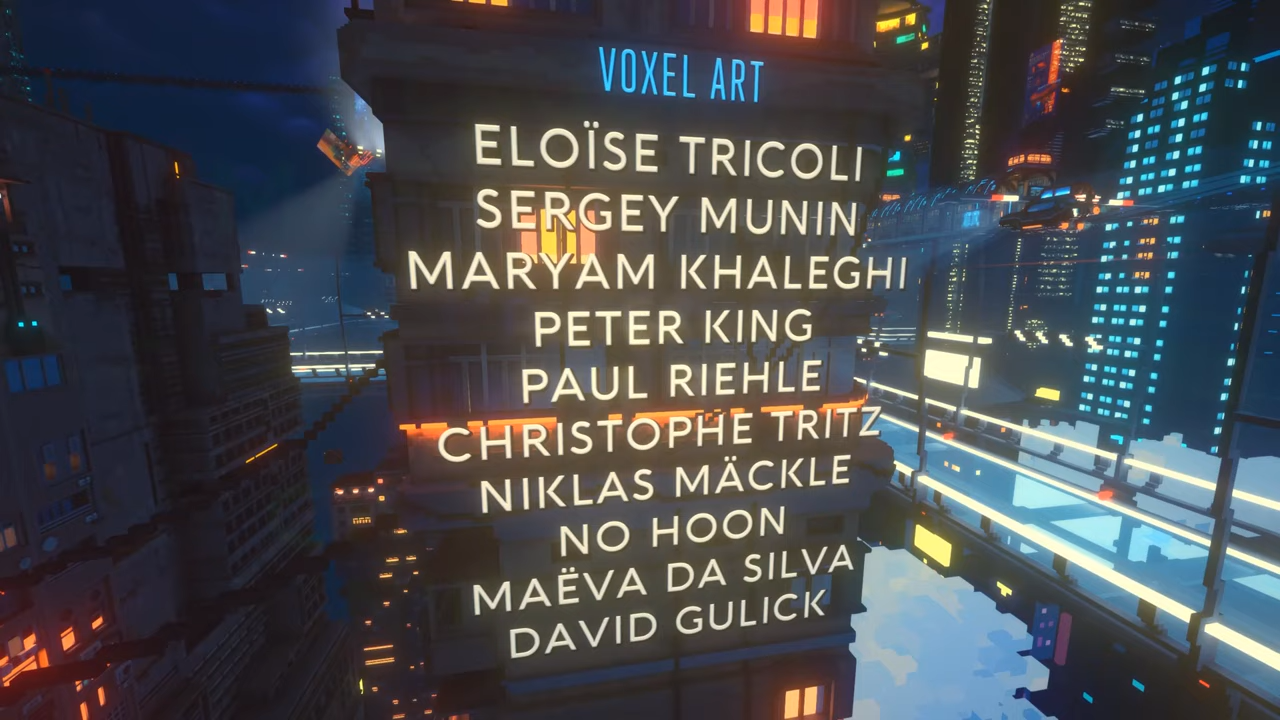 VOXEL ART
ELOÏSE TRICOLI
SERGEY MUNIN
MARYAM KHALEGHI
PETER KING
PAUL RIEHLE
CHRISTOPHE TRITZ
NIKLAS MÄCKLE
NO HOON
MAËVA DA SILVA
DAVID GULICK